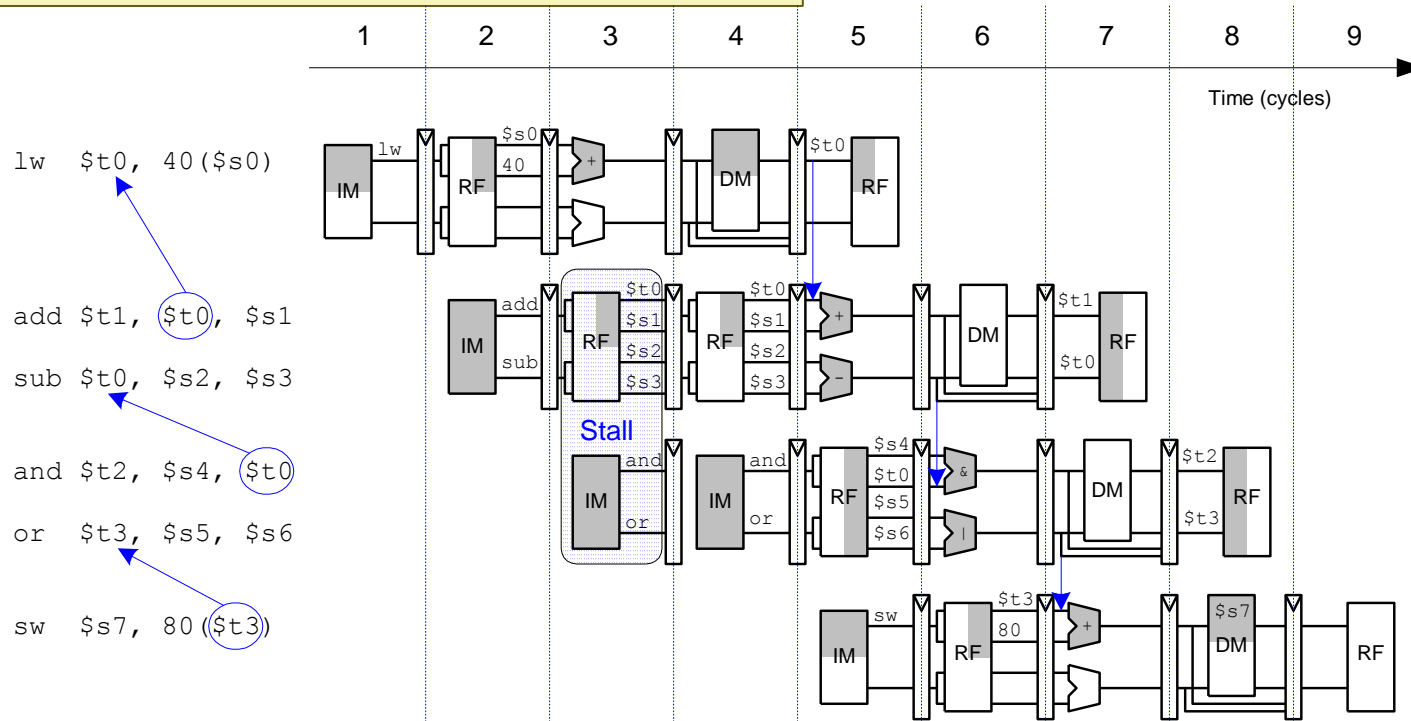 1 2 3 4 5 6 7 8 9
Time (cycles)
lw $t0, 40($s0)
lw
IM
RF
$s0
40
+
DM
$t0
RF
add $t1, $t0, $s1
sub $t0, $s2, $s3
IM
add
sub
RF
$t0
$s1
$s2
$s3
RF
$t0
$s1
$s2
$s3
+
-
DM
$t1
$t0
RF
Stall
and $t2, $s4, $t0
or $t3, $s5, $s6
IM
and
or
IM
and
or
RF
$s4
$t0
$s5
$s6
&
|
DM
$t2
$t3
RF
sw $s7, 80($t3)
IM
sw
RF
$t3
80
+
$s7
DM
RF